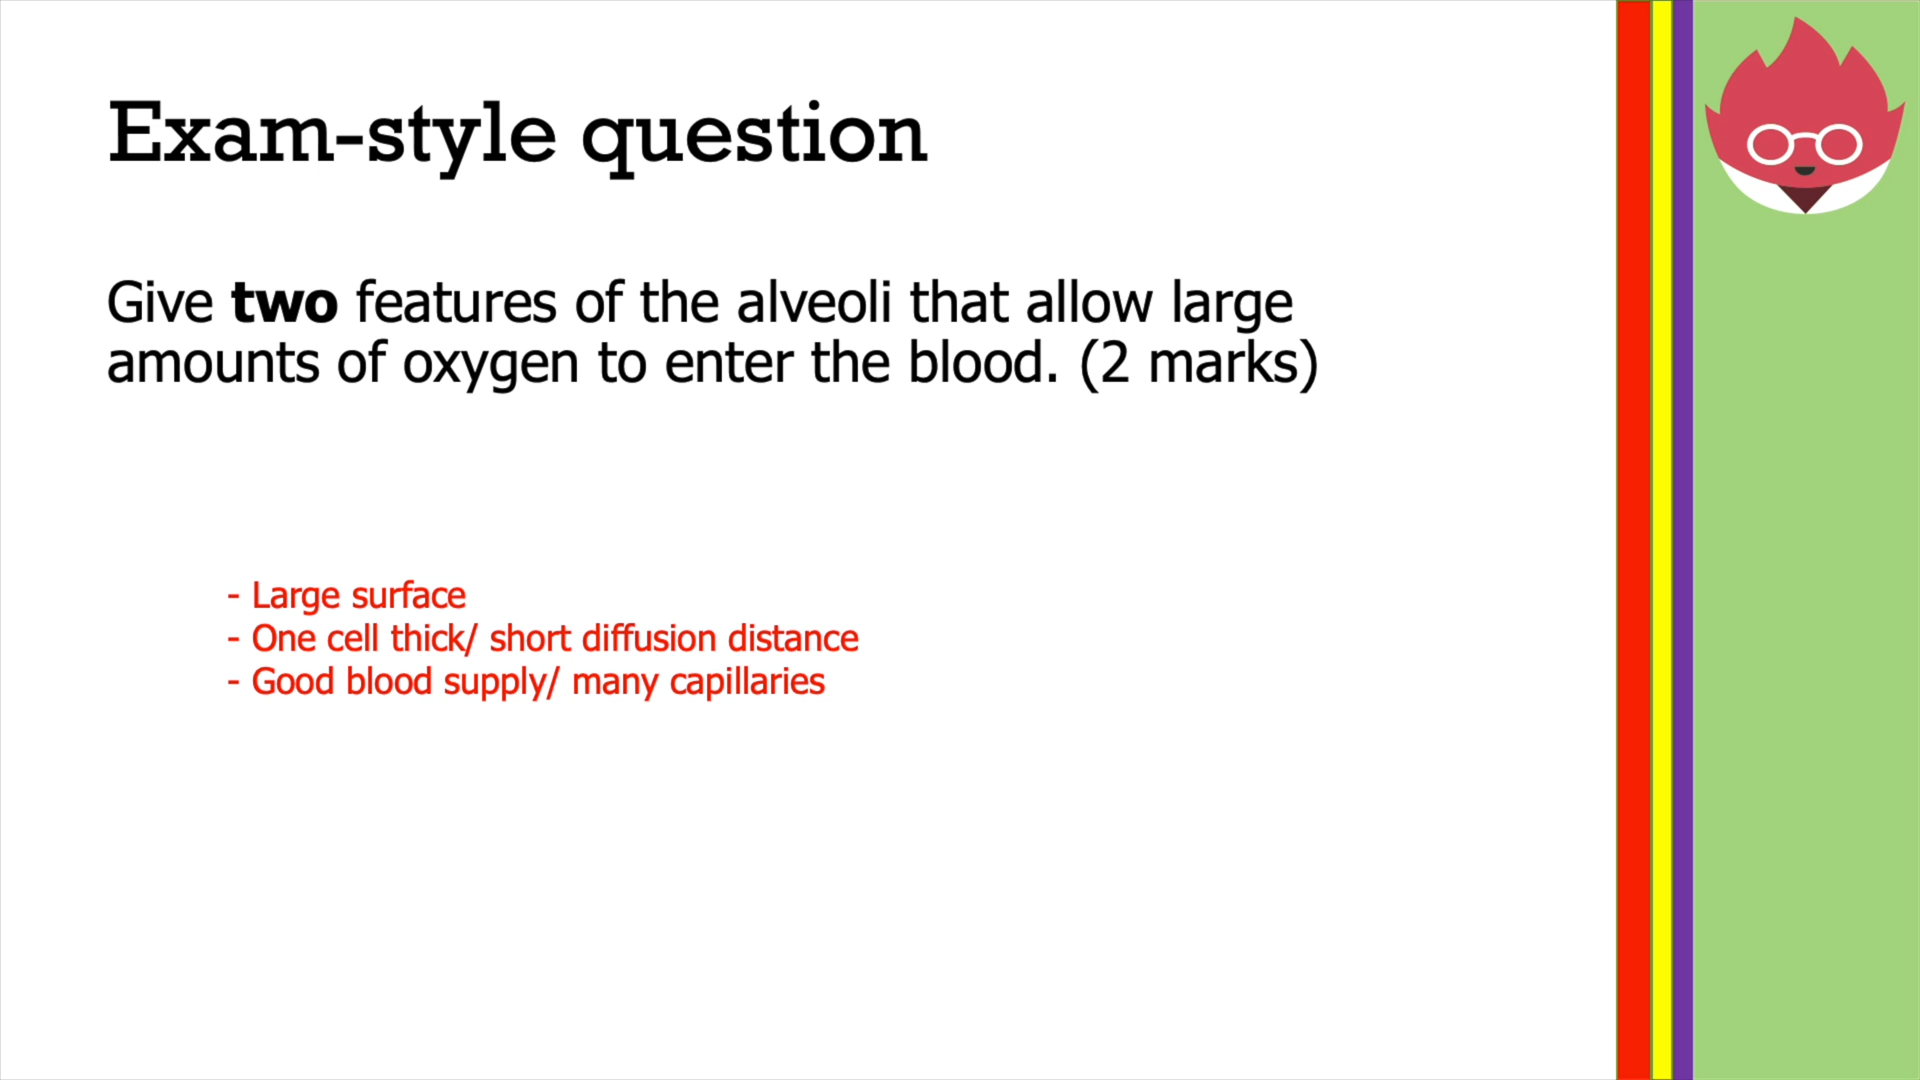 Exam-style question
Give two features of the alveoli that allow large
amounts of oxygen to enter the blood. (2 marks)
- Large surface
- One cell thick/ short diffusion distance
- Good blood supply/ many capillaries